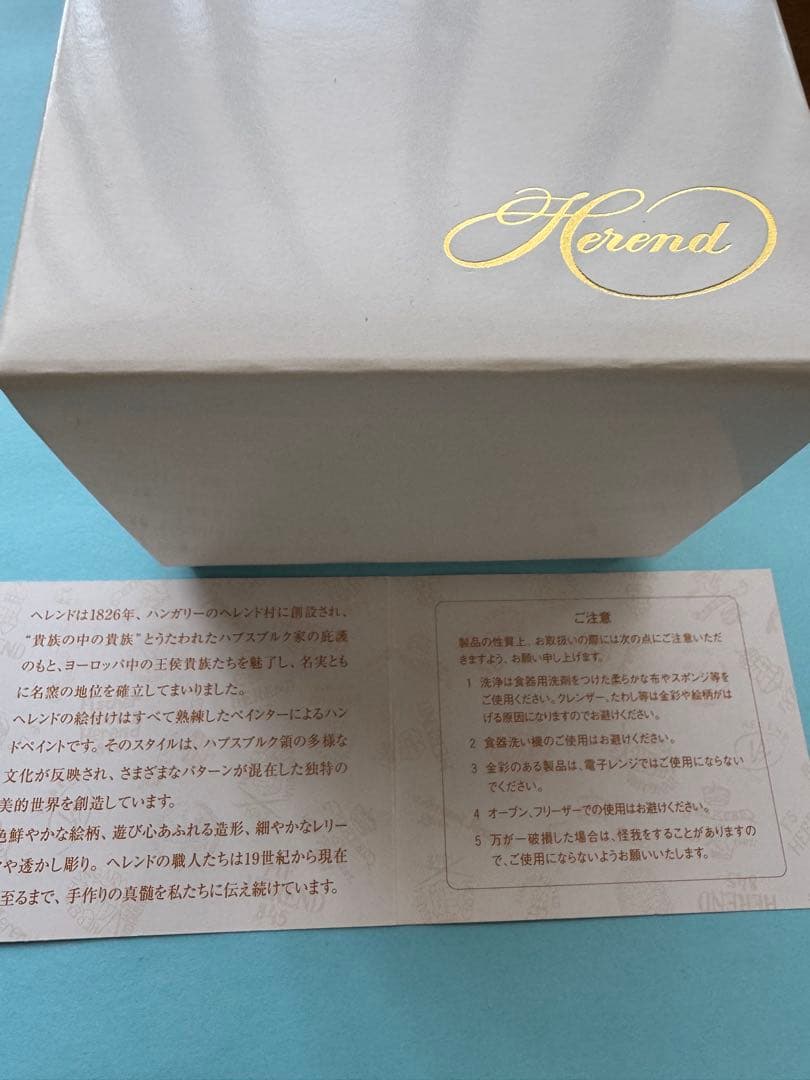 Herend
ヘレンドは1826年、ハンガリーのヘレンド村に創設され、
“貴族の中の貴族”とうたわれたハプスブルク家の庇護
のもと、ヨーロッパ中の王侯貴族たちを魅了し、名実とも
に名窯の地位を確立してまいりました。
ヘレンドの絵付けはすべて熟練したペインターによるハン
ドペイントです。そのスタイルは、ハプスブルク領の多様な
文化が反映され、さまざまなパターンが混在した独特の
美的世界を創造しています。
色鮮やかな絵柄、遊び心あふれる造形、細やかなレリー
フや透かし彫り。ヘレンドの職人たちは19世紀から現在
至るまで、手作りの真髄を私たちに伝え続けています。
ご注意
製品の性質上、お取扱いの際には次の点にご注意いただ
きますよう、お願い申し上げます。
1 洗浄は食器用洗剤をつけた柔らかな布やスポンジ等を
ご使用ください。クレンザー、たわし等は金彩や絵柄がは
げる原因になりますのでお避けください。
2 食器洗い機のご使用はお避けください。
3 金彩のある製品は、電子レンジではご使用にならない
でください。
4 オーブン、フリーザーでの使用はお避けください。
5 万が一破損した場合は、怪我をすることがありますの
で、ご使用にならないようお願いいたします。